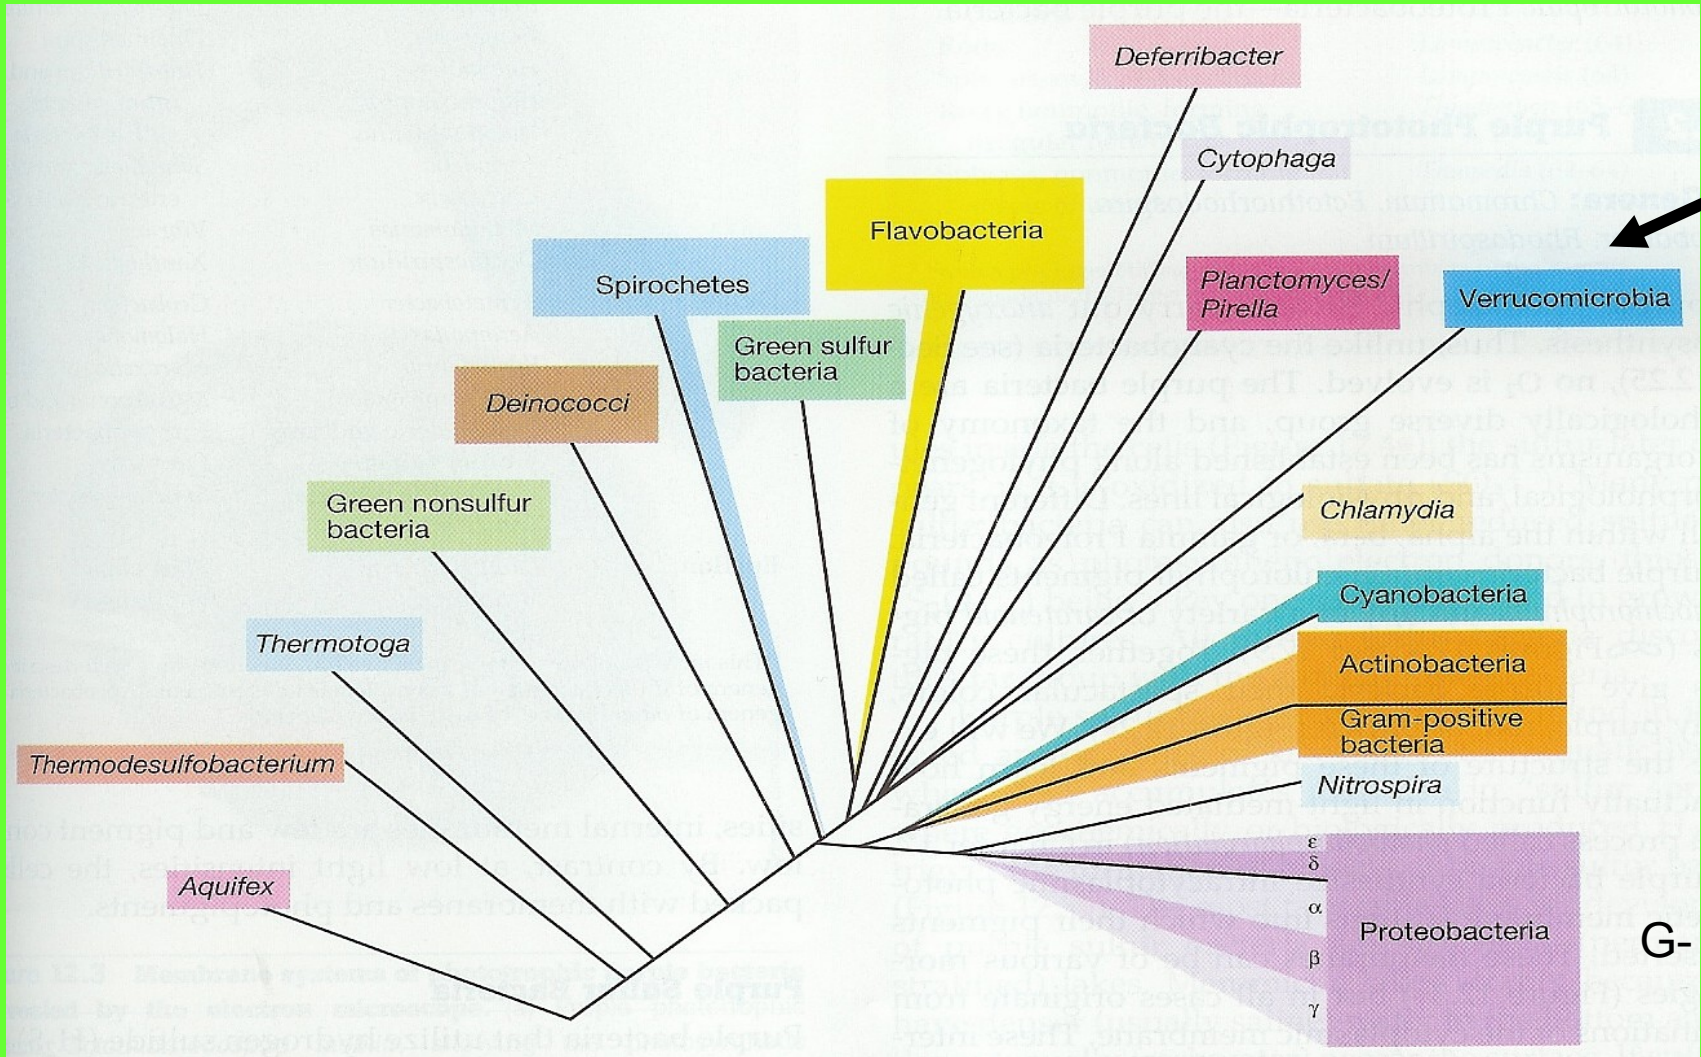 Deferribacter
Cytophaga
Flavobacteria
Spirochetes
Planctomyces/
Pirella
Verrucomicrobia
Green sulfur
bacteria
Deinococci
Green nonsulfur
bacteria
Chlamydia
Cyanobacteria
Thermotoga
Actinobacteria
Gram-positive
bacteria
Thermodesulfobacterium
Nitrospira
ε
δ
Aquifex
α
Proteobacteria
G-
β
γ